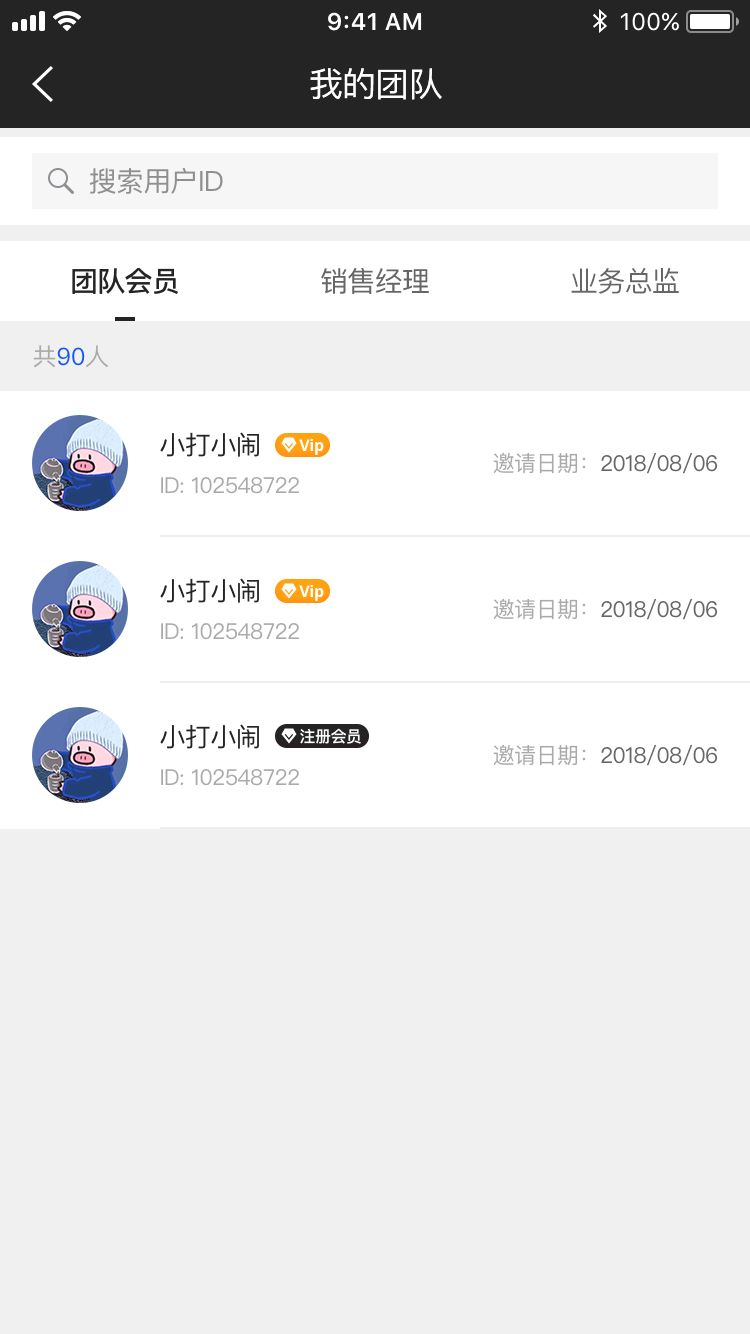 9:41 AM 100%
我的团队
搜索用户ID
团队会员 销售经理 业务总监
共90人
小打小闹 Vip
邀请日期： 2018/08/06
ID: 102548722
小打小闹 Vip
邀请日期： 2018/08/06
ID: 102548722
小打小闹 注册会员
邀请日期： 2018/08/06
ID: 102548722